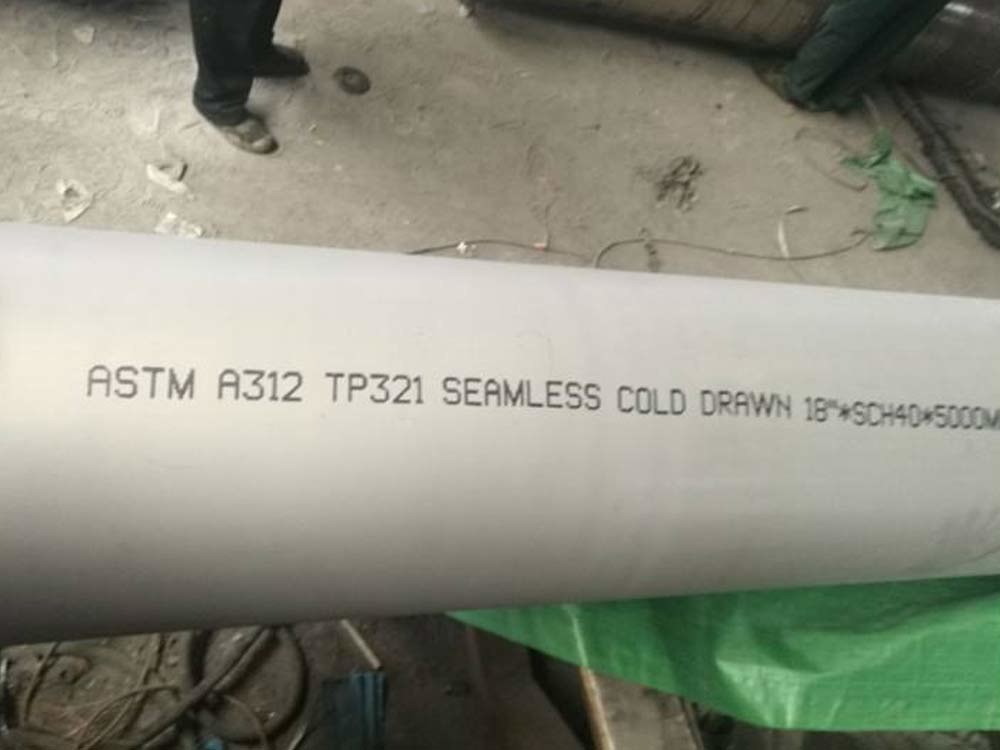 ASTM A312 TP321 SEAMLESS COLD DRAWN 18"*SCH40*5000M